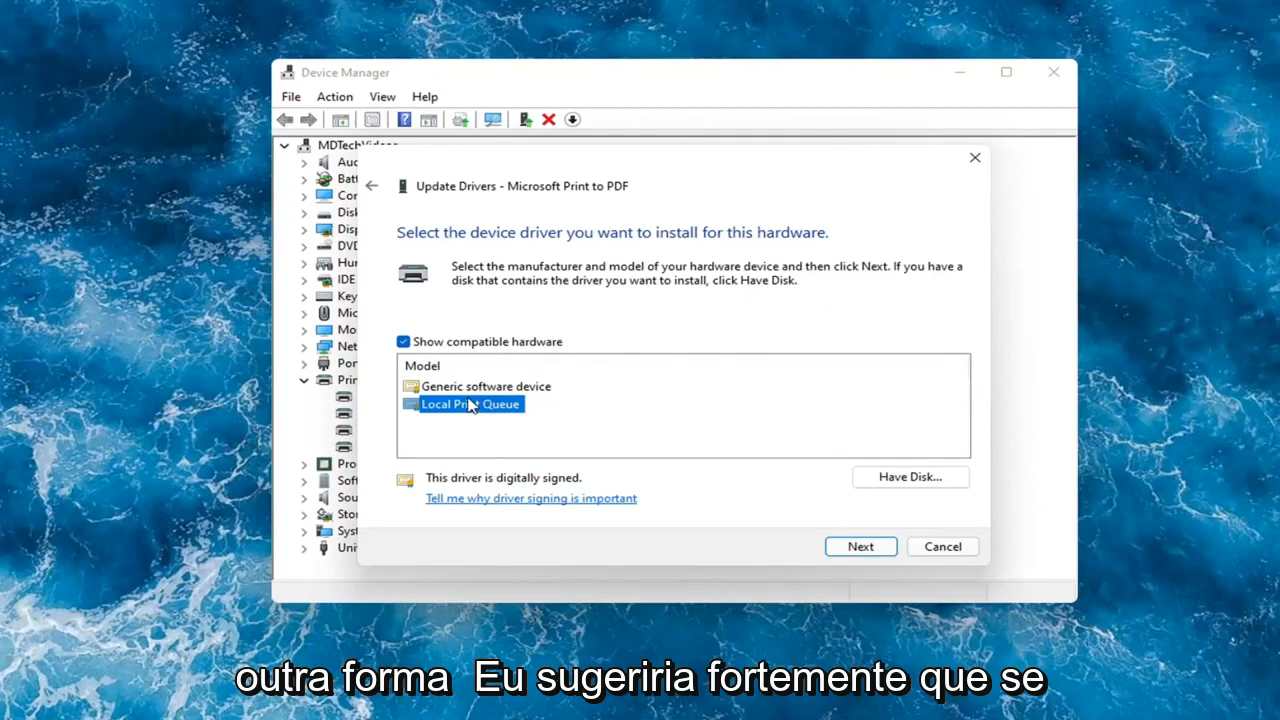 Device Manager
File Action View Help
MDTechVideos
Update Drivers - Microsoft Print to PDF
Select the device driver you want to install for this hardware.
Select the manufacturer and model of your hardware device and then click Next. If you have a
disk that contains the driver you want to install, click Have Disk.
Show compatible hardware
Model
Generic software device
Local Print Queue
This driver is digitally signed.
Have Disk...
Tell me why driver signing is important
Next Cancel
outra forma Eu sugeriria fortemente que se